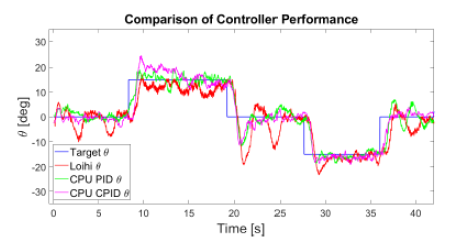 Comparison of Controller Performance
30
20
10
0
-10
-20
-30
θ [deg]
Target θ
Loihi θ
CPU PID θ
CPU CPID θ
0 5 10 15 20 25 30 35 40
Time [s]